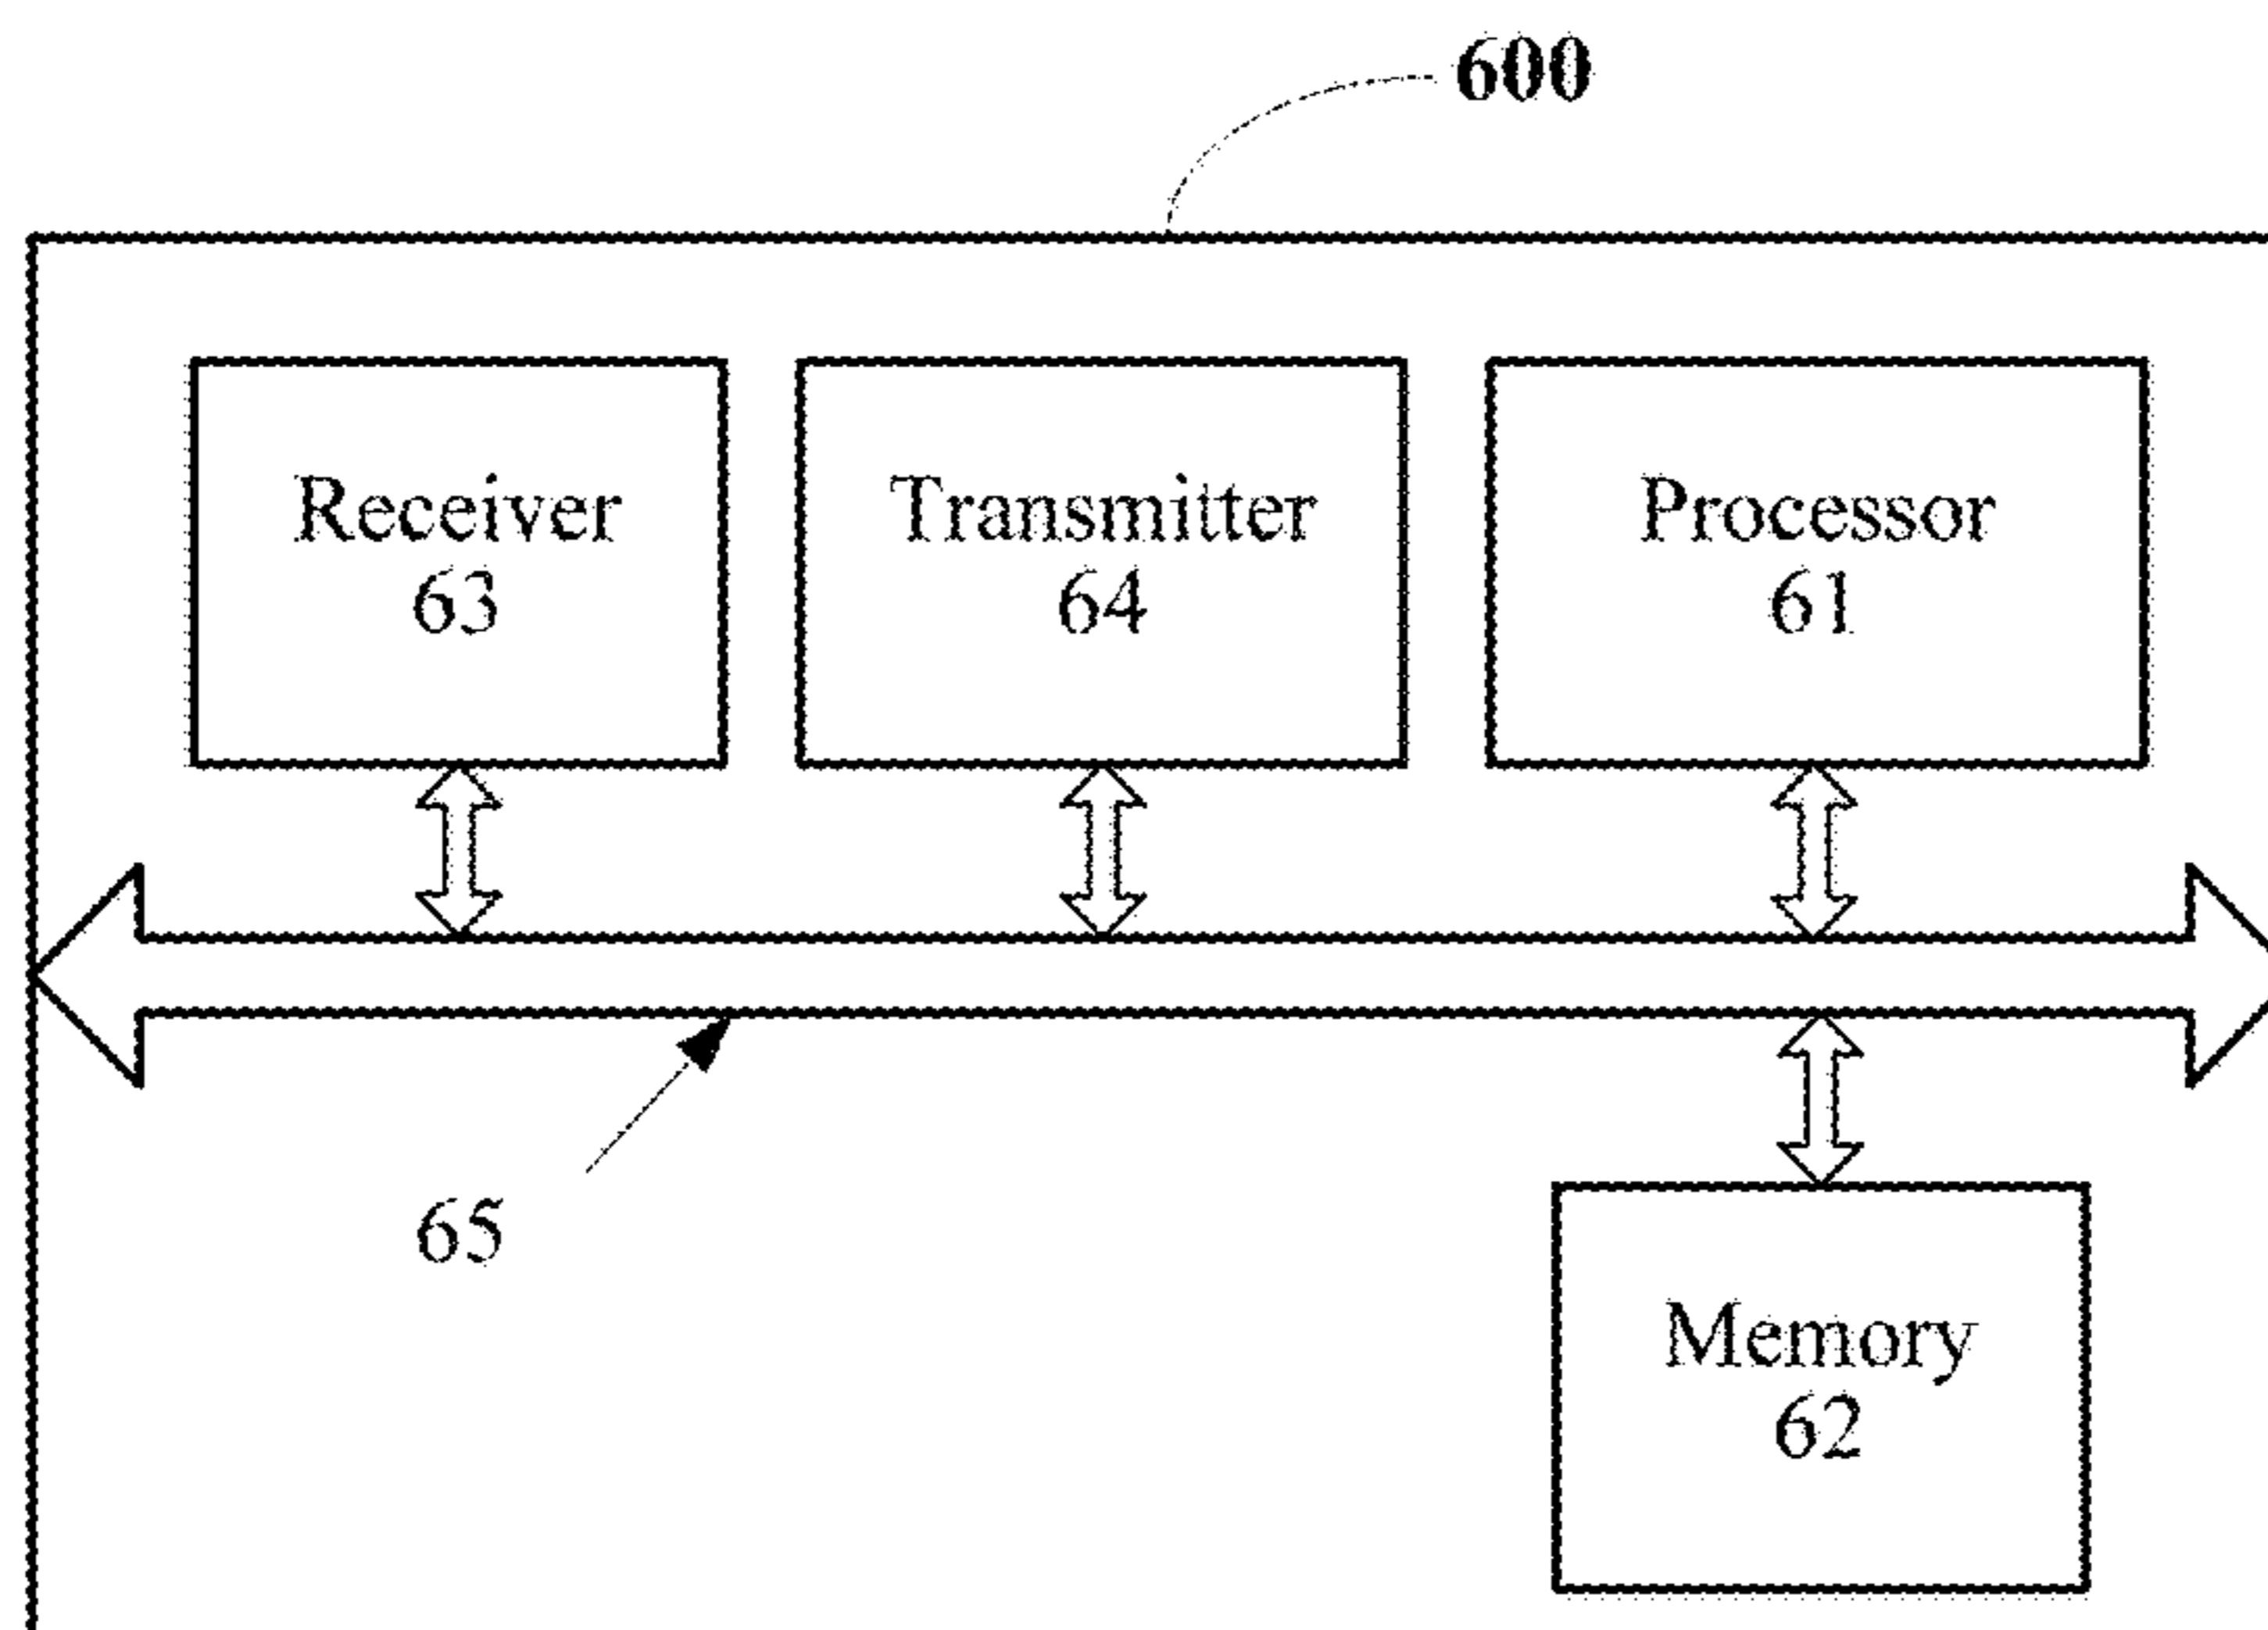 600
Receiver
63
Transmitter
64
Processor
61
65
Memory
62